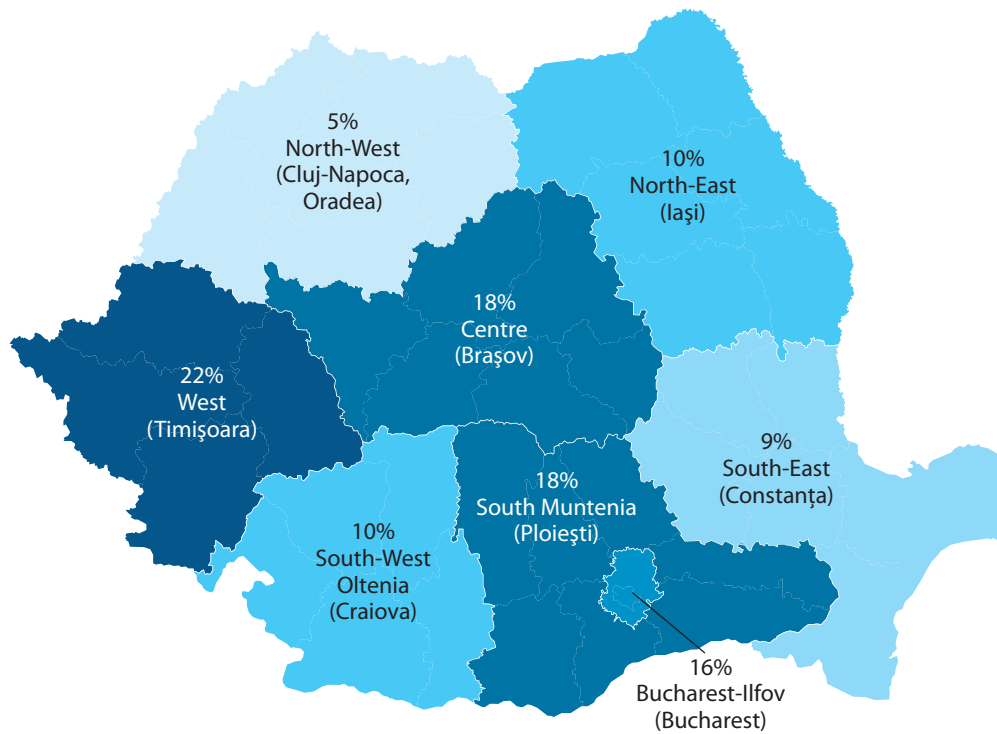 5%
North-West
(Cluj-Napoca,
Oradea)
10%
North-East
(Iaşi)
18%
Centre
(Braşov)
22%
West
(Timişoara)
9%
South-East
(Constanţa)
18%
South Muntenia
(Ploieşti)
10%
South-West
Oltenia
(Craiova)
16%
Bucharest-Ilfov
(Bucharest)